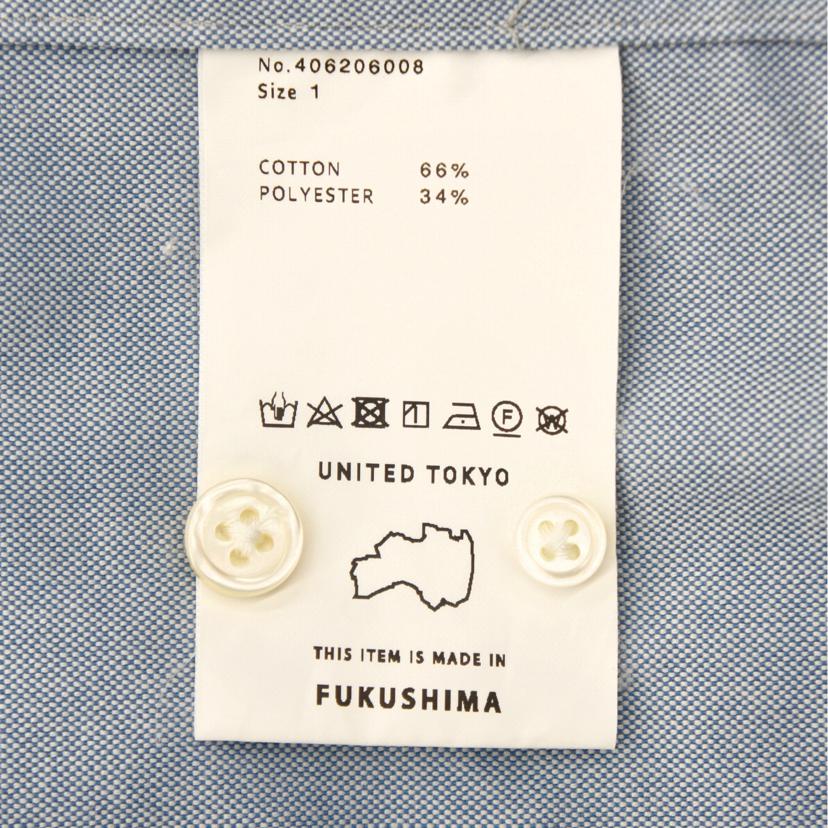 No.406206008
Size 1
COTTON 66%
POLYESTER 34%
F W
UNITED TOKYO
THIS ITEM IS MADE IN
FUKUSHIMA